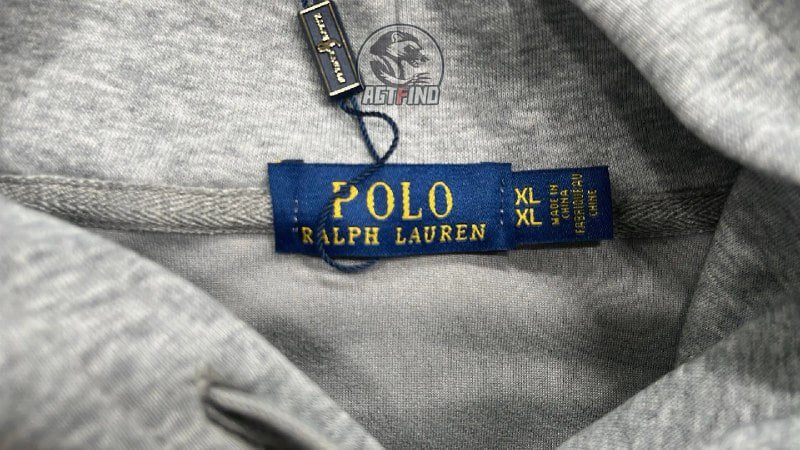 AGTFIND
POLO
RALPH LAUREN
XL
XL
MADE IN
CHINA
FABRIQUÉ AU
CHINE